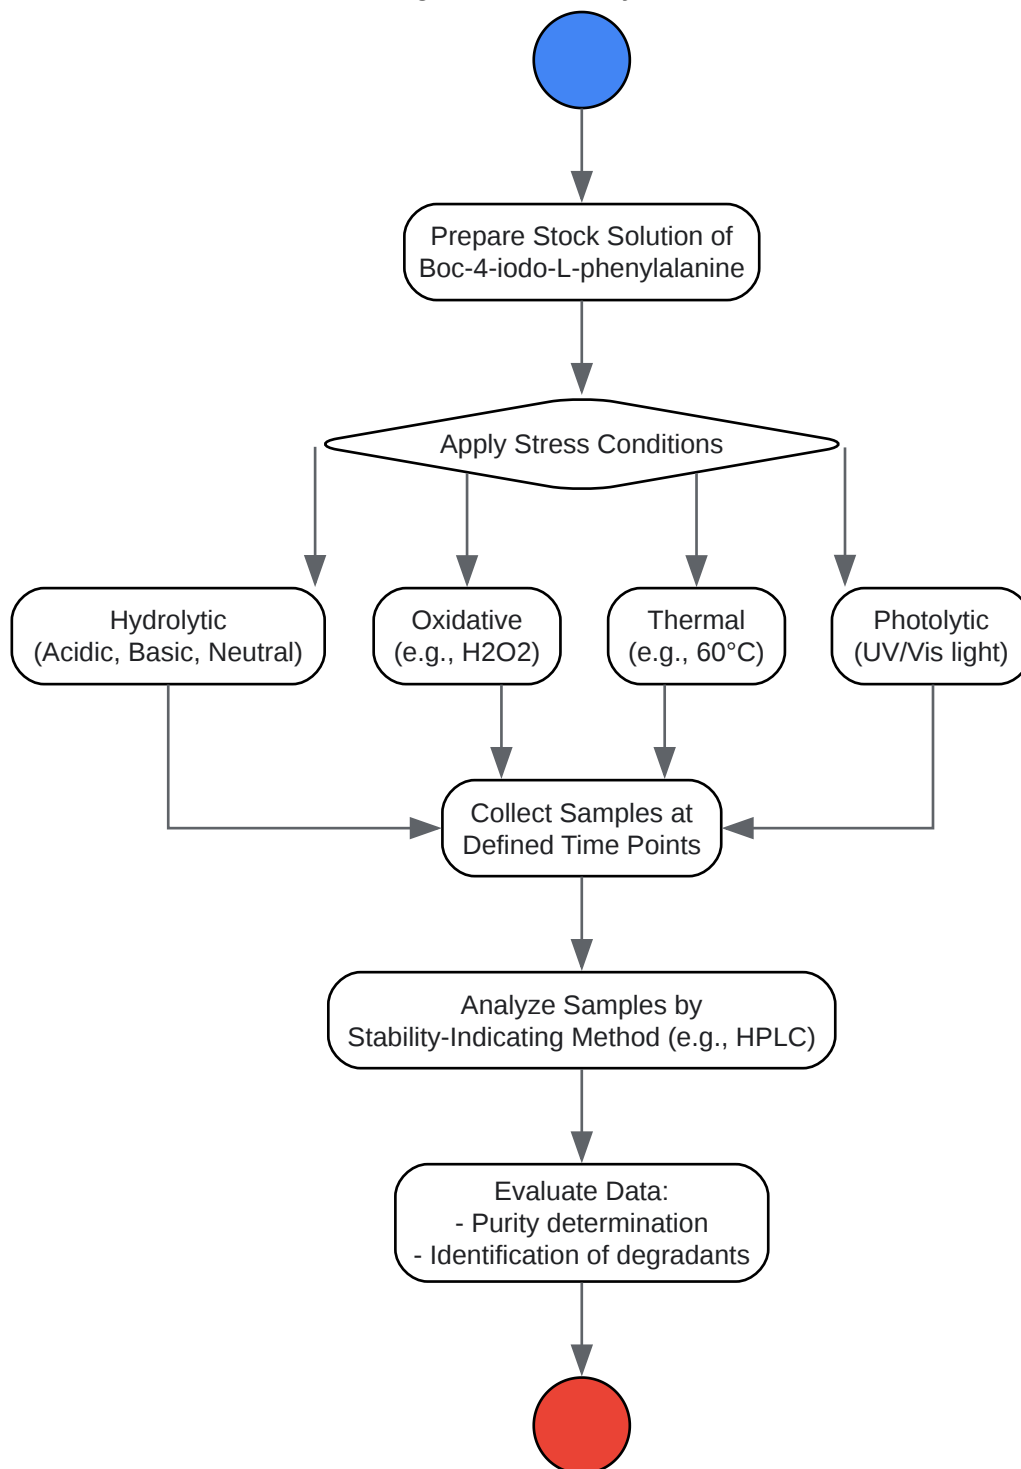 Prepare Stock Solution of
Boc-4-iodo-L-phenylalanine
Apply Stress Conditions
Hydrolytic
(Acidic, Basic, Neutral)
Oxidative
(e.g., H2O2)
Thermal
(e.g., 60°C)
Photolytic
(UV/Vis light)
Collect Samples at
Defined Time Points
Analyze Samples by
Stability-Indicating Method (e.g., HPLC)
Evaluate Data:
- Purity determination
- Identification of degradants